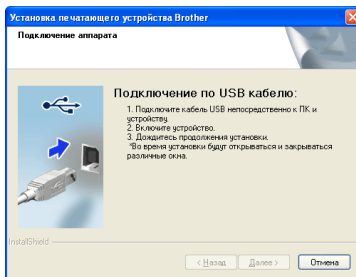 Установка печатающего устройства Brother
Подключение аппарата
Подключение по USB кабелю:
1. Подключите кабель USB непосредственно к ПК и
устройству.
2. Включите устройство.
3. Дождитесь продолжения установки.
*Во время установки будут открываться и закрываться
различные окна.
InstallShield
< Назад Далее > Отмена